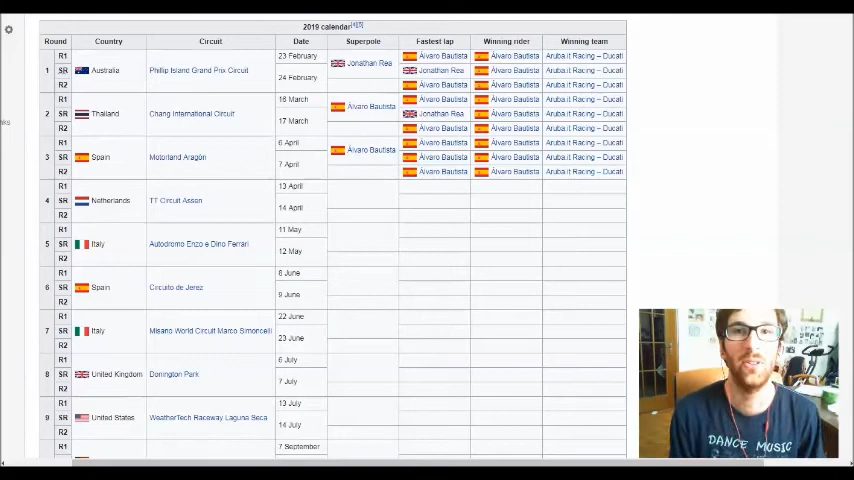 2019 calendar[4][5]
Round Country Circuit Date Superpole Fastest lap Winning rider Winning team
1 Australia Phillip Island Grand Prix Circuit
R1 23 February Jonathan Rea Álvaro Bautista Álvaro Bautista Aruba.it Racing – Ducati
SR 24 February Jonathan Rea Álvaro Bautista Aruba.it Racing – Ducati
R2 Álvaro Bautista Álvaro Bautista Aruba.it Racing – Ducati
2 Thailand Chang International Circuit
R1 16 March Álvaro Bautista Álvaro Bautista Álvaro Bautista Aruba.it Racing – Ducati
SR 17 March Jonathan Rea Álvaro Bautista Aruba.it Racing – Ducati
R2 Álvaro Bautista Álvaro Bautista Aruba.it Racing – Ducati
3 Spain Motorland Aragón
R1 6 April Álvaro Bautista Álvaro Bautista Álvaro Bautista Aruba.it Racing – Ducati
SR 7 April Álvaro Bautista Álvaro Bautista Aruba.it Racing – Ducati
R2 Álvaro Bautista Álvaro Bautista Aruba.it Racing – Ducati
4 Netherlands TT Circuit Assen
R1 13 April
SR 14 April
R2
5 Italy Autodromo Enzo e Dino Ferrari
R1 11 May
SR 12 May
R2
6 Spain Circuito de Jerez
R1 8 June
SR 9 June
R2
7 Italy Misano World Circuit Marco Simoncelli
R1 22 June
SR 23 June
R2
8 United Kingdom Donington Park
R1 6 July
SR 7 July
R2
9 United States WeatherTech Raceway Laguna Seca
R1 13 July
SR 14 July
R2
R1 7 September
DANCE MUSIC